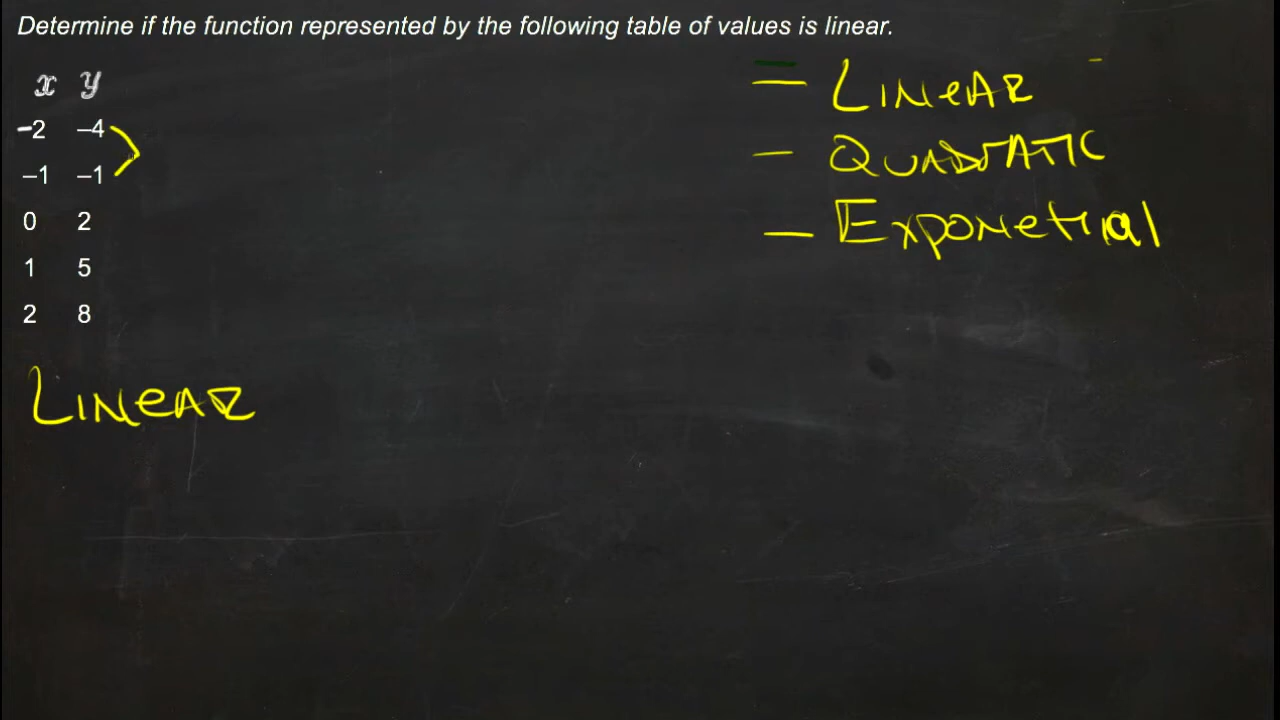 Determine if the function represented by the following table of values is linear.
x y
-2 –4
–1 –1
0 2
1 5
2 8
LINeAR
– LINeAR
– QUADrATIC
– ExpoNetial